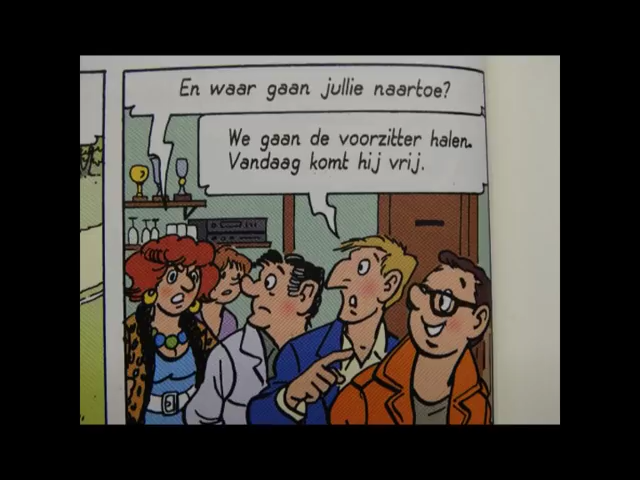 En waar gaan jullie naartoe?
We gaan de voorzitter halen.
Vandaag komt hij vrij.